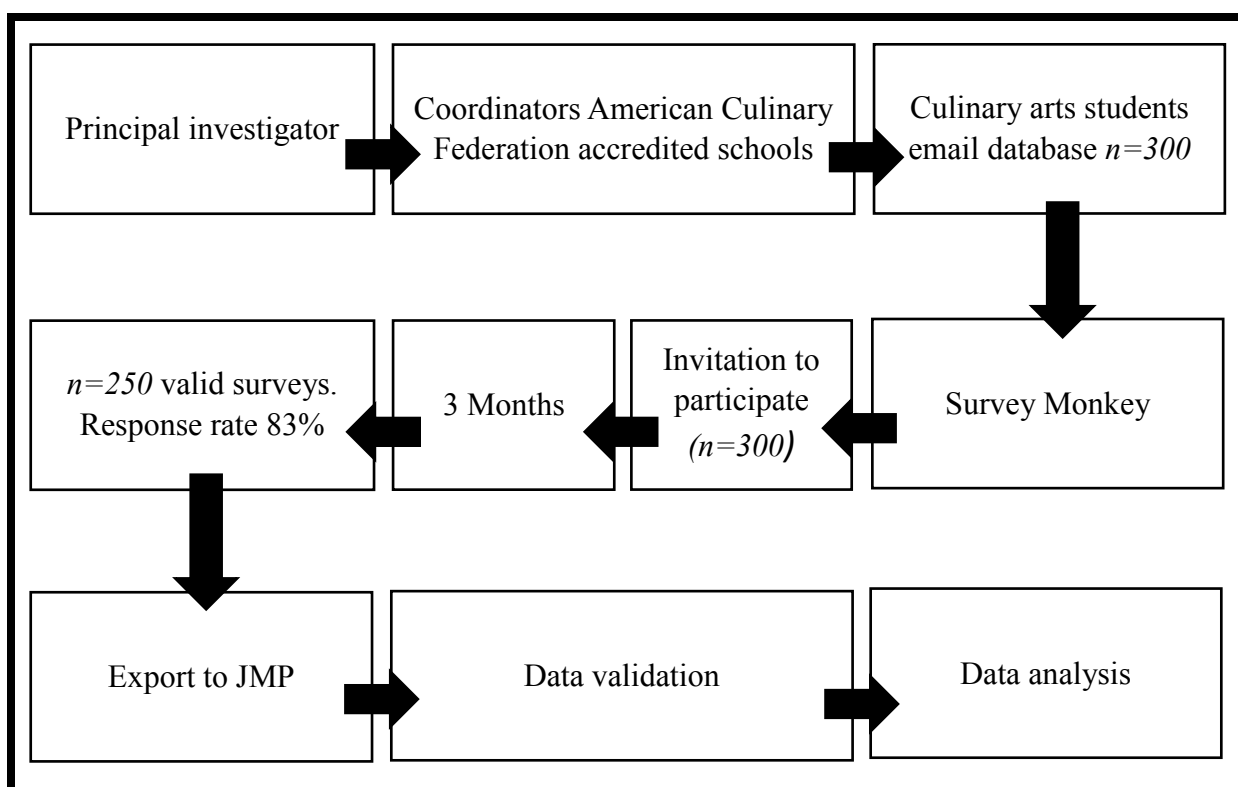 Principal investigator
Coordinators American Culinary
Federation accredited schools
Culinary arts students
email database n=300
Survey Monkey
Invitation to
participate
(n=300)
3 Months
n=250 valid surveys.
Response rate 83%
Export to JMP
Data validation
Data analysis